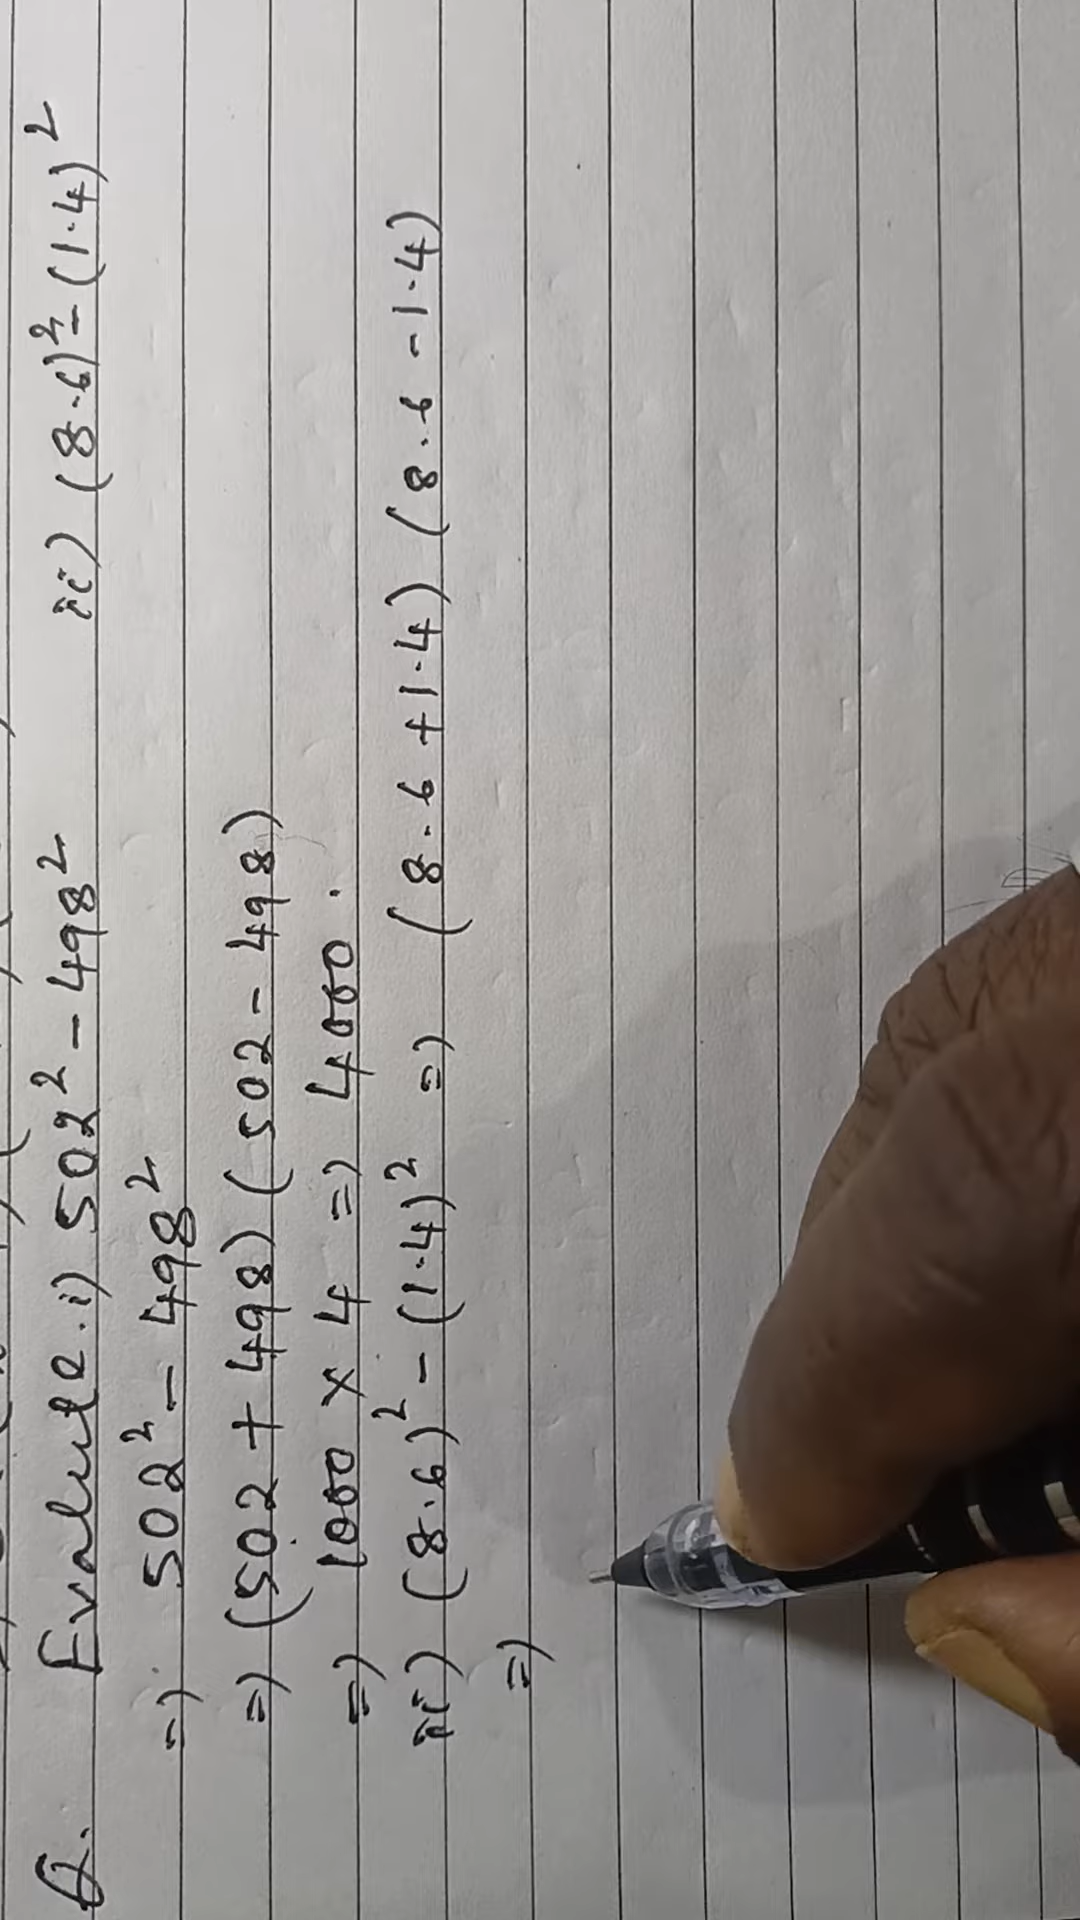 Q. Evalute. i) 502² - 498² ii) (8.6)² - (1.4)²
=) 502² - 498²
=) (502 + 498) (502 - 498)
=) 1000 × 4 =) 4000.
ii) (8.6)² - (1.4)² =) (8.6 + 1.4) (8.6 - 1.4)
=)